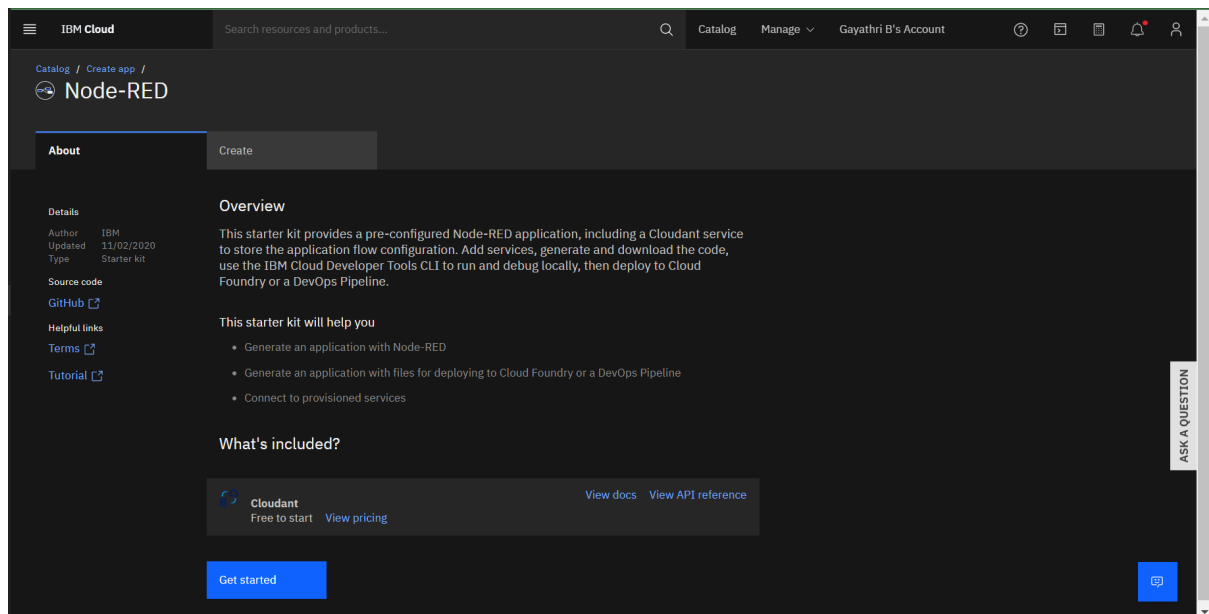 IBM Cloud
Search resources and products...
Catalog
Manage
Gayathri B's Account
Catalog / Create app /
Node-RED
About
Create
Details
Author IBM
Updated 11/02/2020
Type Starter kit
Source code
GitHub
Helpful links
Terms
Tutorial
Overview
This starter kit provides a pre-configured Node-RED application, including a Cloudant service
to store the application flow configuration. Add services, generate and download the code,
use the IBM Cloud Developer Tools CLI to run and debug locally, then deploy to Cloud
Foundry or a DevOps Pipeline.
This starter kit will help you
• Generate an application with Node-RED
• Generate an application with files for deploying to Cloud Foundry or a DevOps Pipeline
• Connect to provisioned services
What's included?
Cloudant
Free to start View pricing
View docs View API reference
Get started
ASK A QUESTION